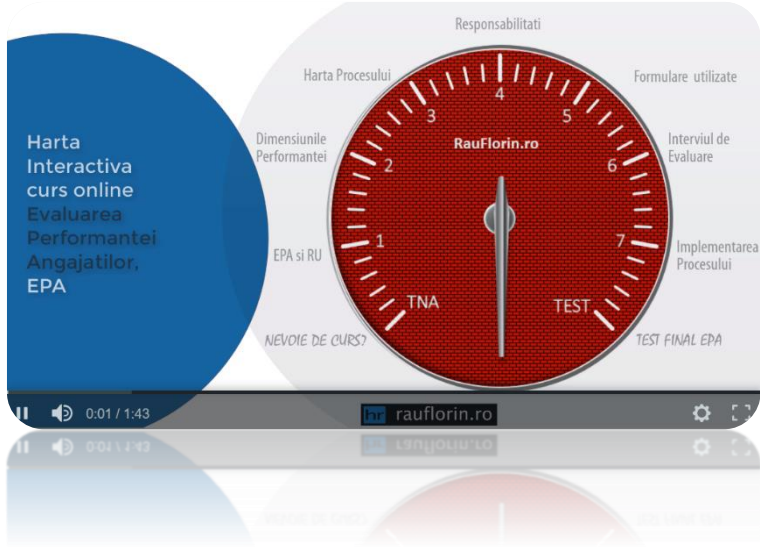 Harta
Interactiva
curs online
Evaluarea
Performantei
Angajatilor,
EPA
Responsabilitati
Harta Procesului
Formulare utilizate
Dimensiunile
Performantei
Interviul de
Evaluare
EPA si RU
Implementarea
Procesului
NEVOIE DE CURS?
TEST FINAL EPA
RauFlorin.ro
1
2
3
4
5
6
7
TNA
TEST
0:01 / 1:43
hr rauflorin.ro